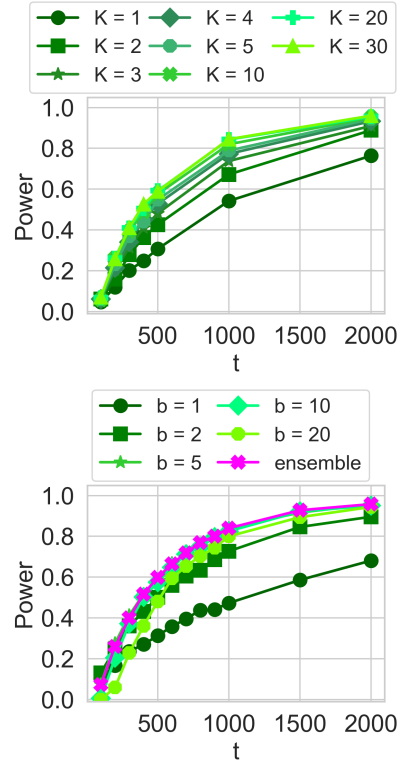 K = 1 K = 4 K = 20
K = 2 K = 5 K = 30
K = 3 K = 10
1.0
0.8
0.6
0.4
0.2
0.0
Power
500 1000 1500 2000
t
b = 1 b = 10
b = 2 b = 20
b = 5 ensemble
1.0
0.8
0.6
0.4
0.2
0.0
Power
500 1000 1500 2000
t